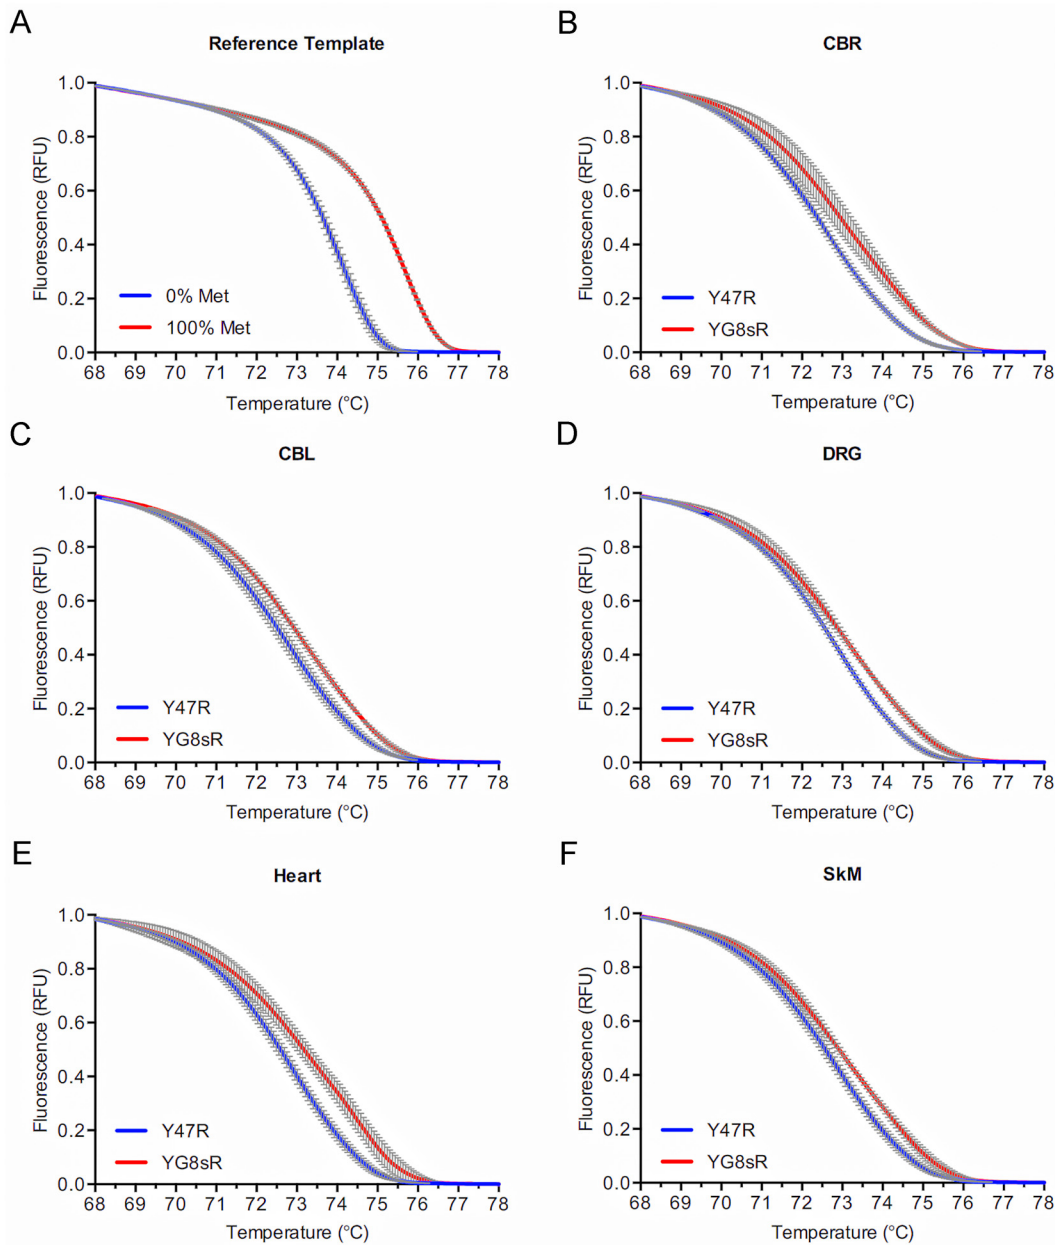 A
Reference Template
1.0
0.8
0.6
0.4
0.2
0.0
Fluorescence (RFU)
0% Met
100% Met
68 69 70 71 72 73 74 75 76 77 78
Temperature (°C)
B
CBR
1.0
0.8
0.6
0.4
0.2
0.0
Fluorescence (RFU)
Y47R
YG8sR
68 69 70 71 72 73 74 75 76 77 78
Temperature (°C)
C
CBL
1.0
0.8
0.6
0.4
0.2
0.0
Fluorescence (RFU)
Y47R
YG8sR
68 69 70 71 72 73 74 75 76 77 78
Temperature (°C)
D
DRG
1.0
0.8
0.6
0.4
0.2
0.0
Fluorescence (RFU)
Y47R
YG8sR
68 69 70 71 72 73 74 75 76 77 78
Temperature (°C)
E
Heart
1.0
0.8
0.6
0.4
0.2
0.0
Fluorescence (RFU)
Y47R
YG8sR
68 69 70 71 72 73 74 75 76 77 78
Temperature (°C)
F
SkM
1.0
0.8
0.6
0.4
0.2
0.0
Fluorescence (RFU)
Y47R
YG8sR
68 69 70 71 72 73 74 75 76 77 78
Temperature (°C)